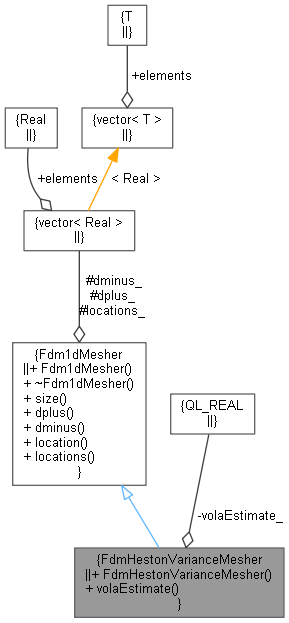 {T
||}
+elements
{Real
||}
{vector< T >
||}
+elements
< Real >
{vector< Real >
||}
#dminus_
#dplus_
#locations_
{Fdm1dMesher
||+ Fdm1dMesher()
+ ~Fdm1dMesher()
+ size()
+ dplus()
+ dminus()
+ location()
+ locations()
}
{QL_REAL
||}
-volaEstimate_
{FdmHestonVarianceMesher
||+ FdmHestonVarianceMesher()
+ volaEstimate()
}